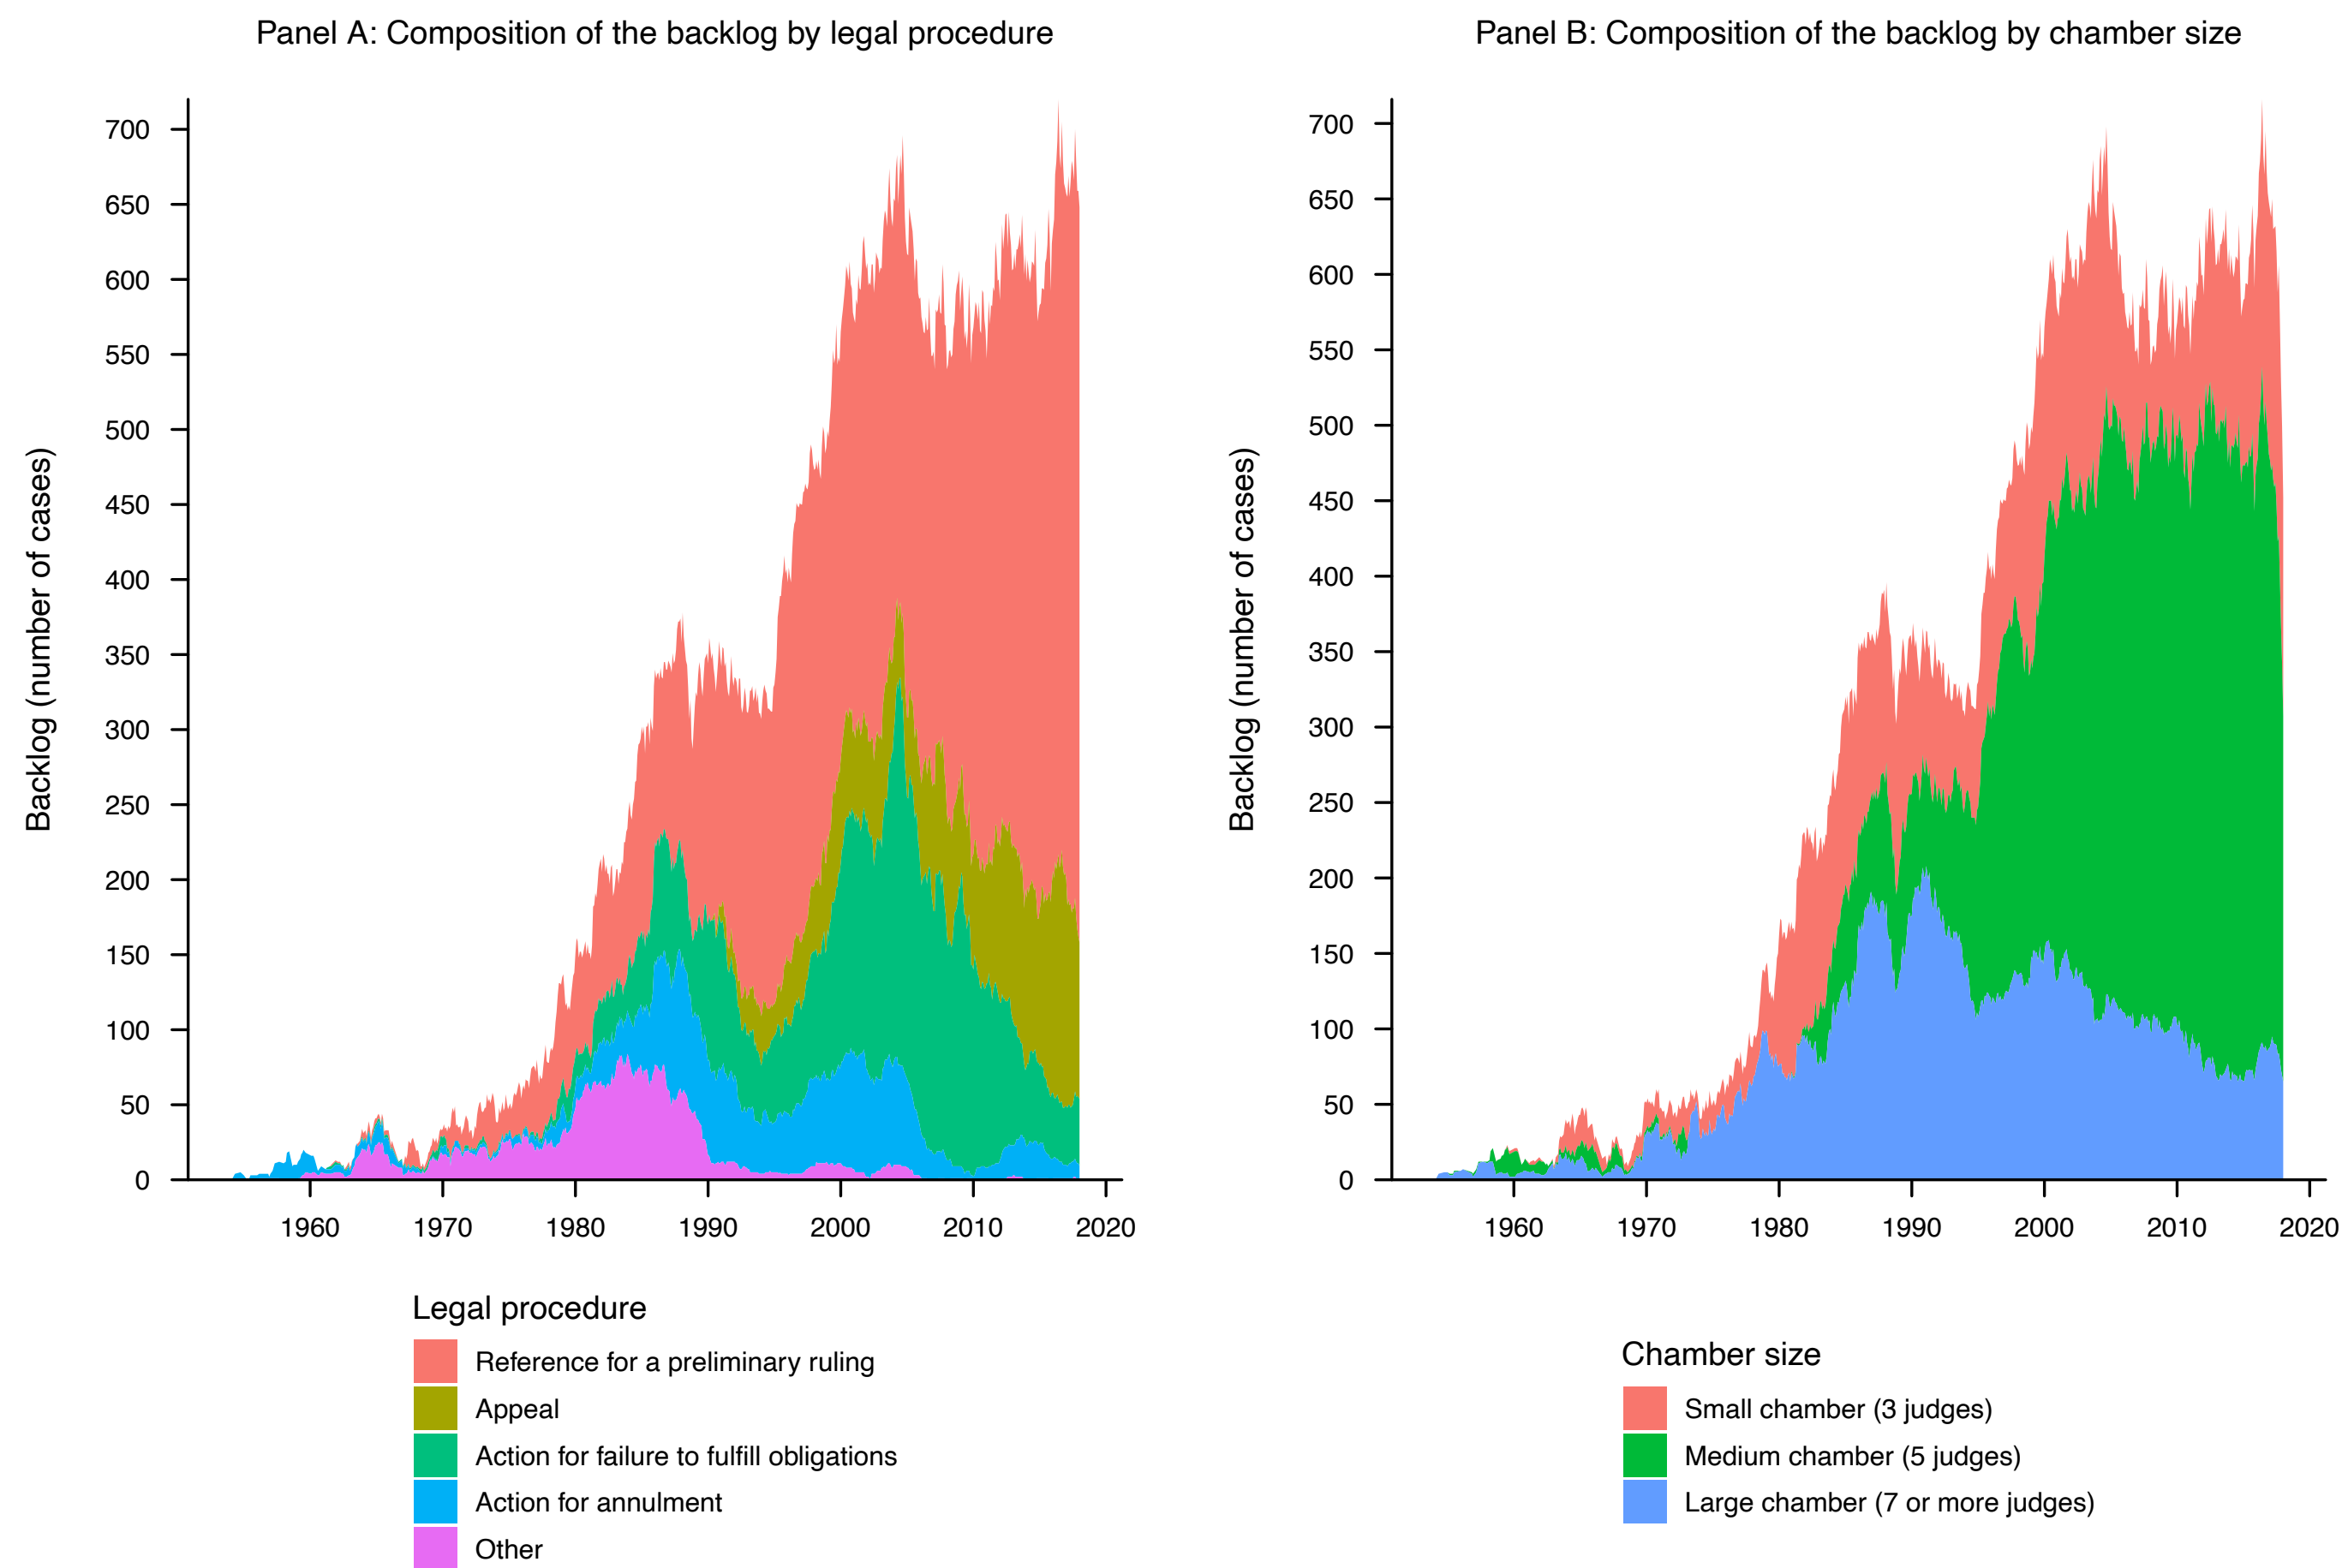 Panel A: Composition of the backlog by legal procedure
Backlog (number of cases)
700
650
600
550
500
450
400
350
300
250
200
150
100
50
0
1960 1970 1980 1990 2000 2010 2020
Legal procedure
Reference for a preliminary ruling
Appeal
Action for failure to fulfill obligations
Action for annulment
Other
Panel B: Composition of the backlog by chamber size
Backlog (number of cases)
700
650
600
550
500
450
400
350
300
250
200
150
100
50
0
1960 1970 1980 1990 2000 2010 2020
Chamber size
Small chamber (3 judges)
Medium chamber (5 judges)
Large chamber (7 or more judges)